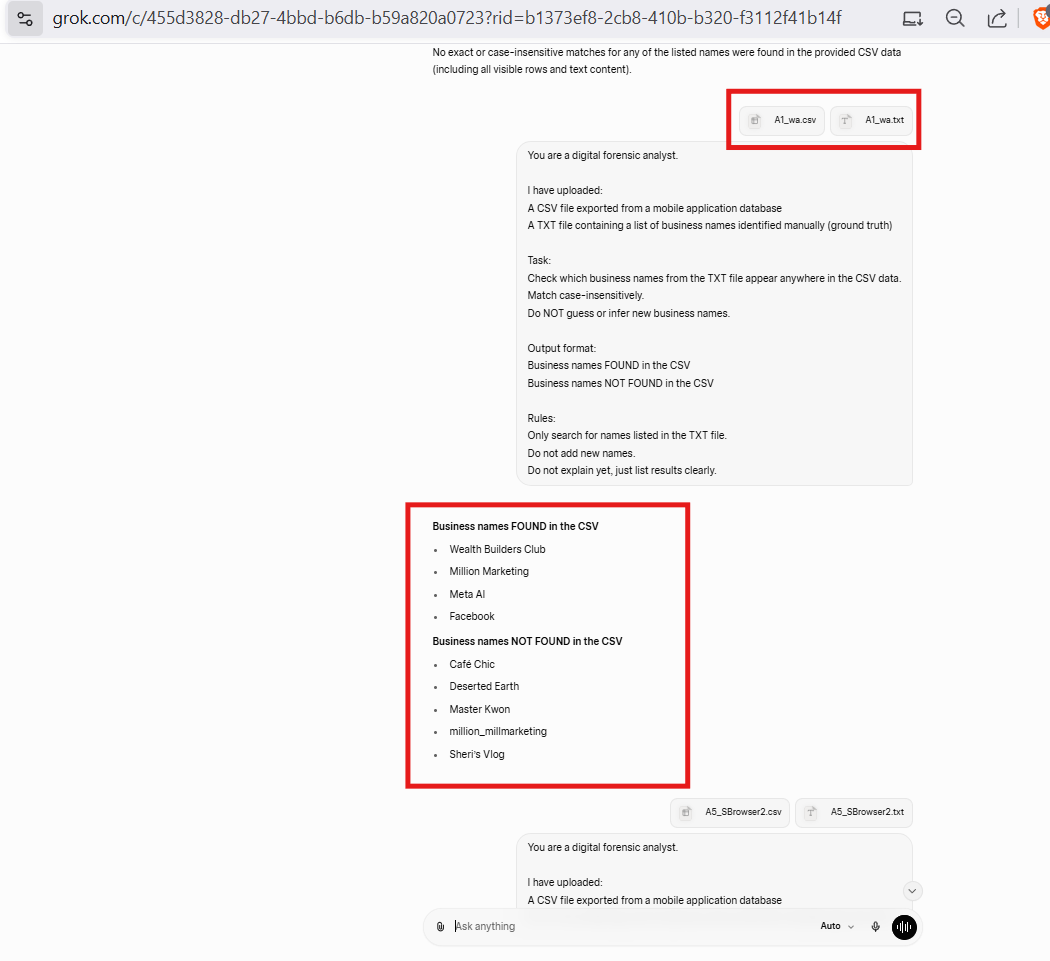 grok.com/c/455d3828-db27-4bbd-b6db-b59a820a0723?rid=b1373ef8-2cb8-410b-b320-f3112f41b14f
No exact or case-insensitive matches for any of the listed names were found in the provided CSV data
(including all visible rows and text content).
A1_wa.csv
A1_wa.txt
You are a digital forensic analyst.
I have uploaded:
A CSV file exported from a mobile application database
A TXT file containing a list of business names identified manually (ground truth)
Task:
Check which business names from the TXT file appear anywhere in the CSV data.
Match case-insensitively.
Do NOT guess or infer new business names.
Output format:
Business names FOUND in the CSV
Business names NOT FOUND in the CSV
Rules:
Only search for names listed in the TXT file.
Do not add new names.
Do not explain yet, just list results clearly.
Business names FOUND in the CSV
• Wealth Builders Club
• Million Marketing
• Meta AI
• Facebook
Business names NOT FOUND in the CSV
• Café Chic
• Deserted Earth
• Master Kwon
• million_millmarketing
• Sheri's Vlog
A5_SBrowser2.csv
A5_SBrowser2.txt
You are a digital forensic analyst.
I have uploaded:
A CSV file exported from a mobile application database
Ask anything
Auto